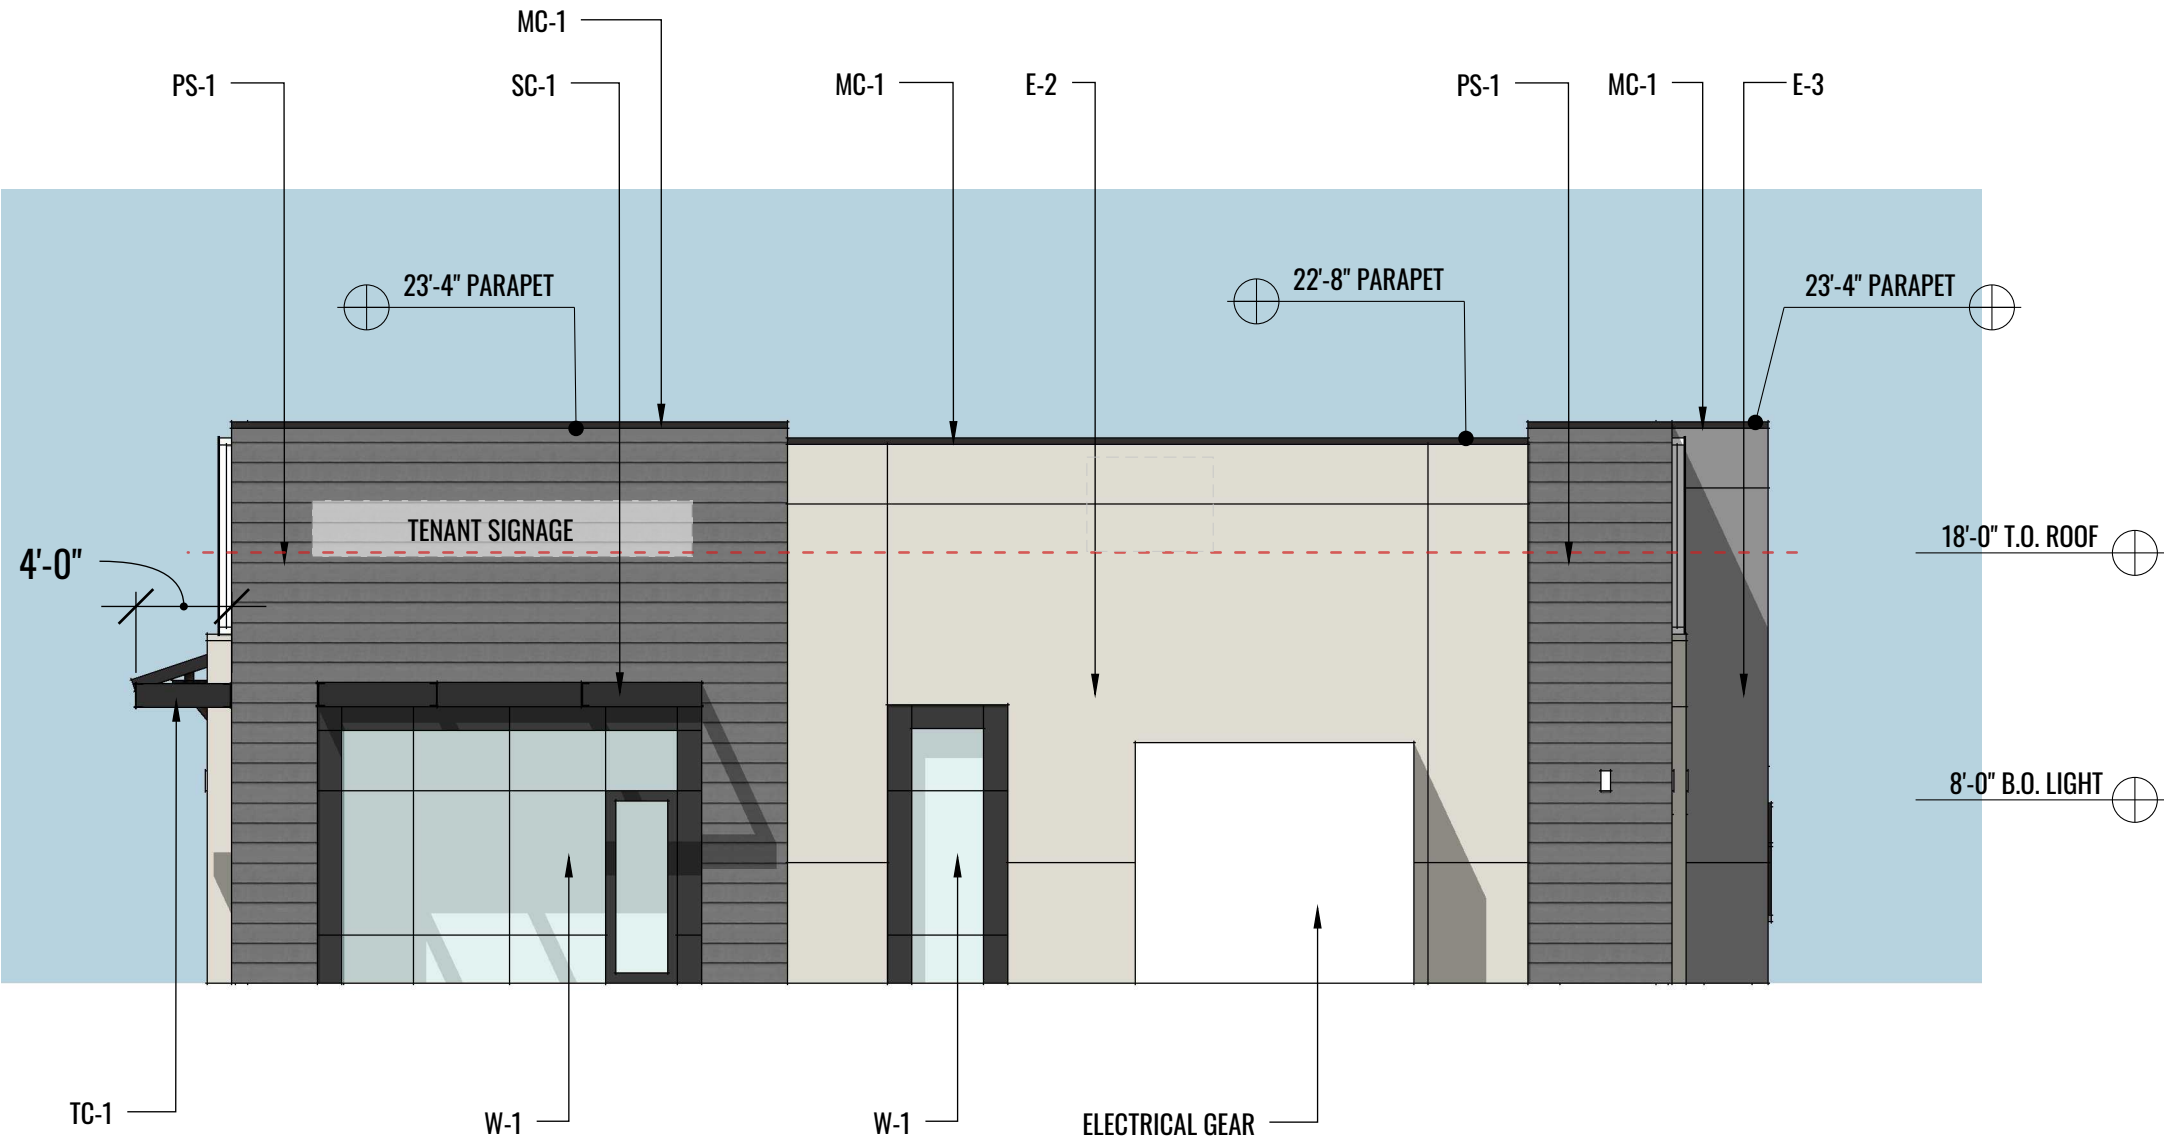 MC-1
PS-1
SC-1
MC-1
E-2
PS-1
MC-1
E-3
23'-4" PARAPET
22'-8" PARAPET
23'-4" PARAPET
TENANT SIGNAGE
18'-0" T.O. ROOF
4'-0"
8'-0" B.O. LIGHT
TC-1
W-1
W-1
ELECTRICAL GEAR